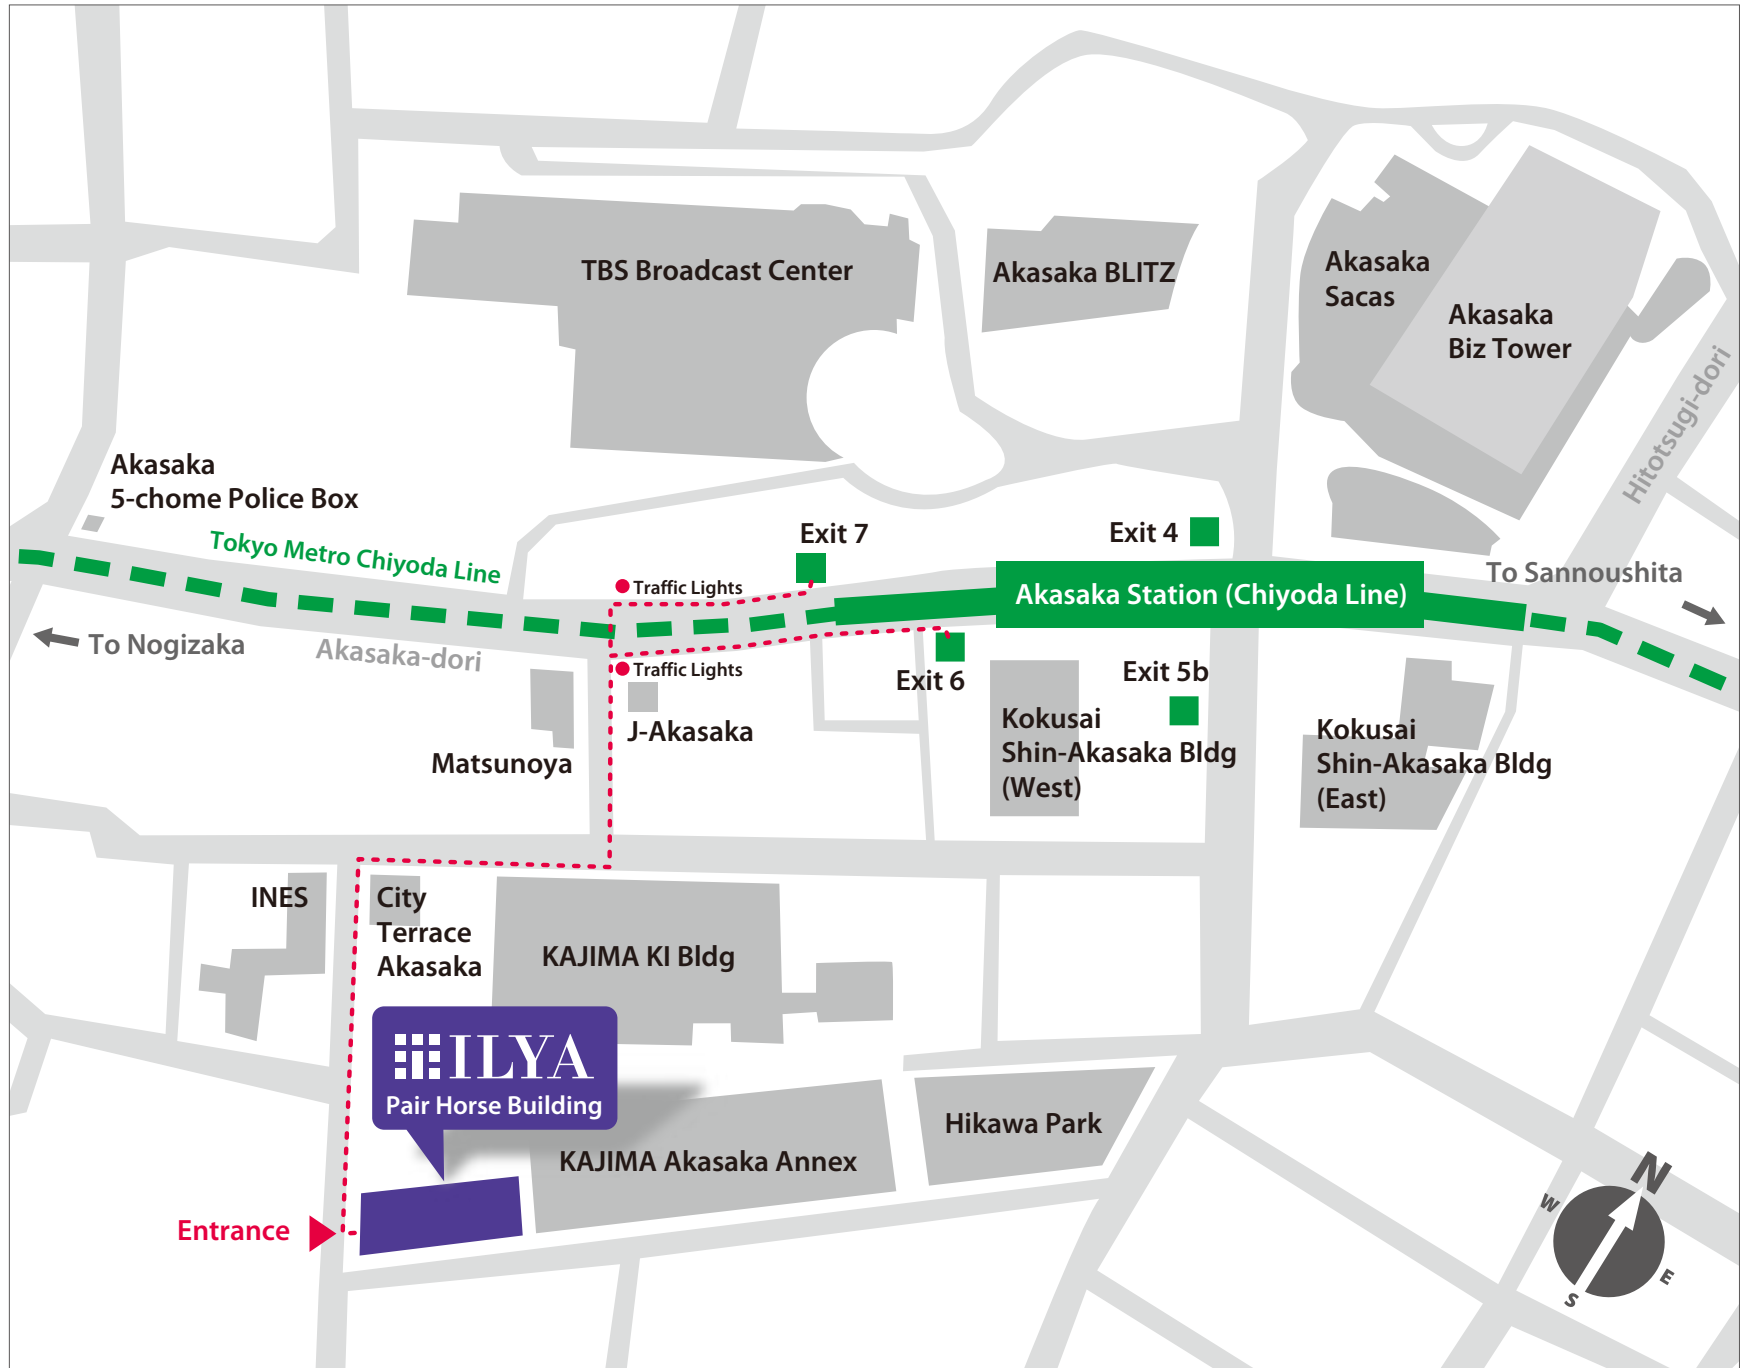 TBS Broadcast Center
Akasaka BLITZ
Akasaka
Sacas
Akasaka
Biz Tower
Hitotsugi-dori
Akasaka
5-chome Police Box
Tokyo Metro Chiyoda Line
Exit 7
Exit 4
Traffic Lights
Akasaka Station (Chiyoda Line)
To Sannoushita
To Nogizaka
Akasaka-dori
Traffic Lights
Exit 6
Exit 5b
J-Akasaka
Matsunoya
Kokusai
Shin-Akasaka Bldg
(West)
Kokusai
Shin-Akasaka Bldg
(East)
INES
City
Terrace
Akasaka
KAJIMA KI Bldg
ILYA
Pair Horse Building
KAJIMA Akasaka Annex
Hikawa Park
Entrance
N
W
E
S